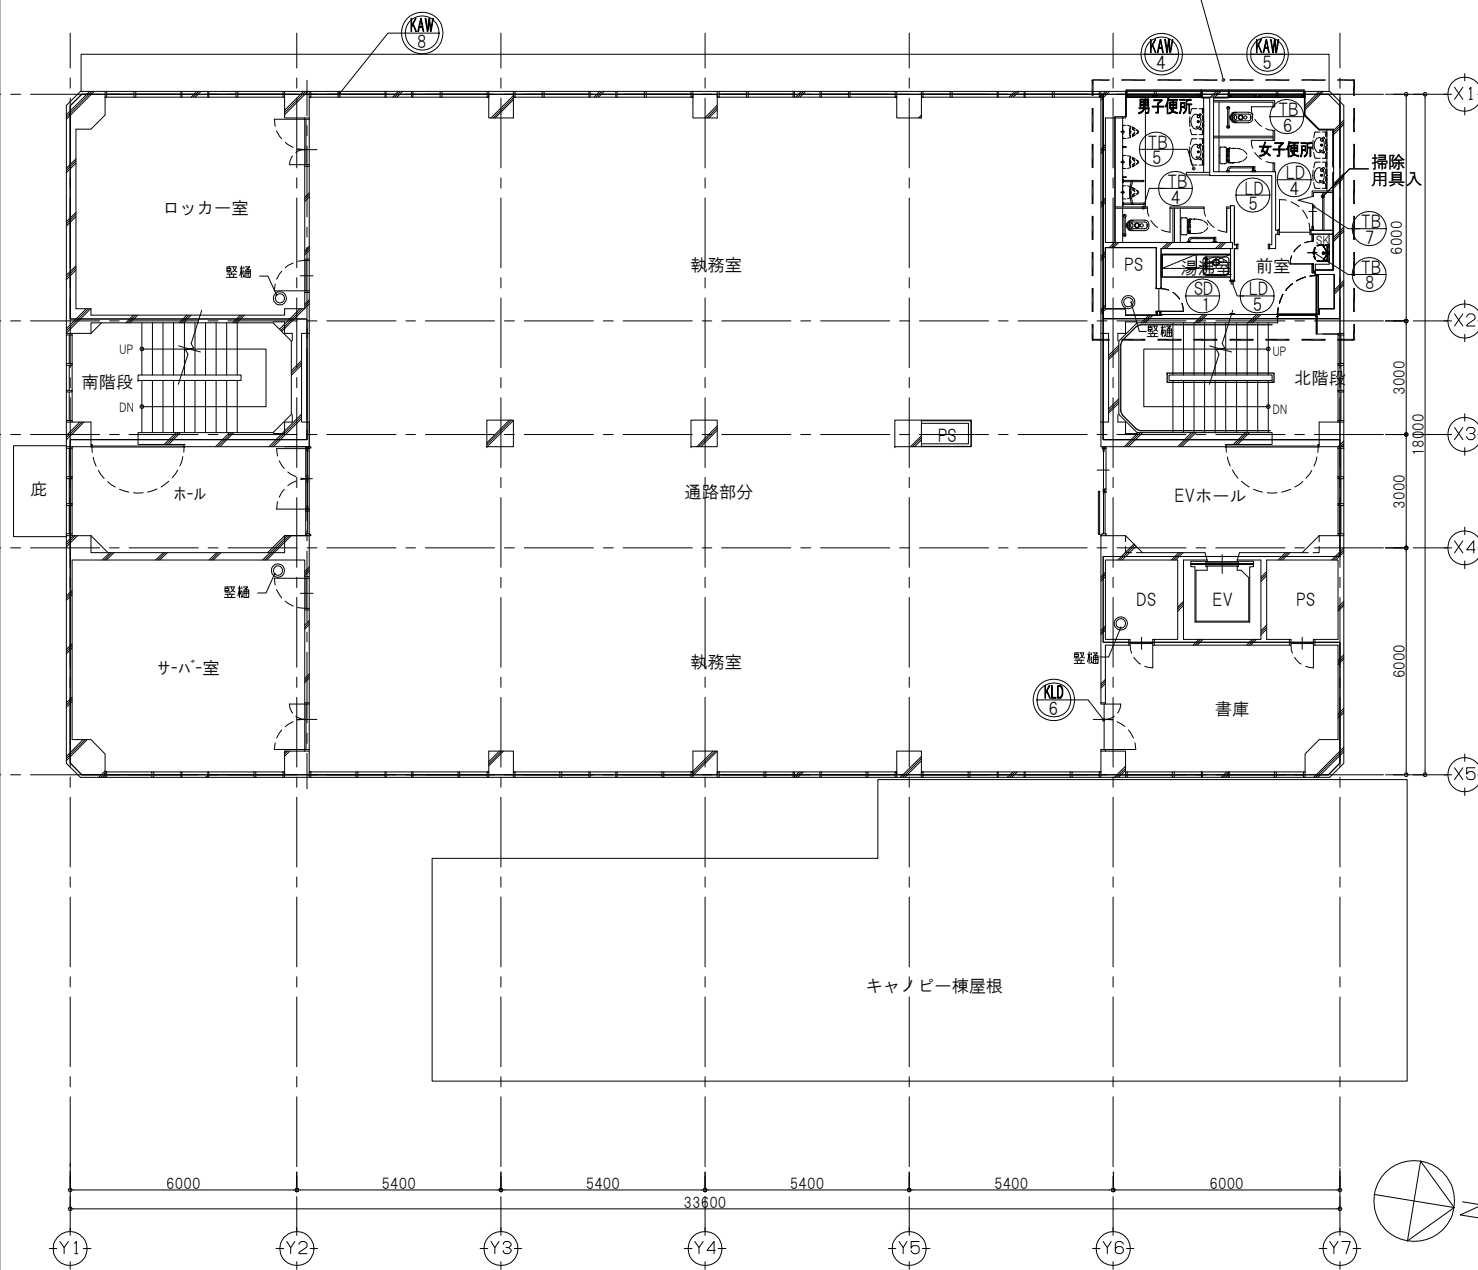 KAW
8
KAW
4
KAW
5
X1
男子便所
TB
6
TB
5
女子便所
掃除
用具入
LD
4
TB
4
LD
5
ロッカー室
TB
7
6000
SK
執務室
PS
前室
竪樋
TB
8
SD
1
LD
5
X2
竪樋
UP
UP
南階段
北階段
3000
DN
DN
X3
PS
18000
庇
ホール
通路部分
EVホール
3000
X4
竪樋
DS
EV
PS
サーバー室
執務室
竪樋
6000
KLD
6
書庫
X5
キャノピー棟屋根
6000
5400
5400
5400
5400
6000
33600
N
Y1
Y2
Y3
Y4
Y5
Y6
Y7